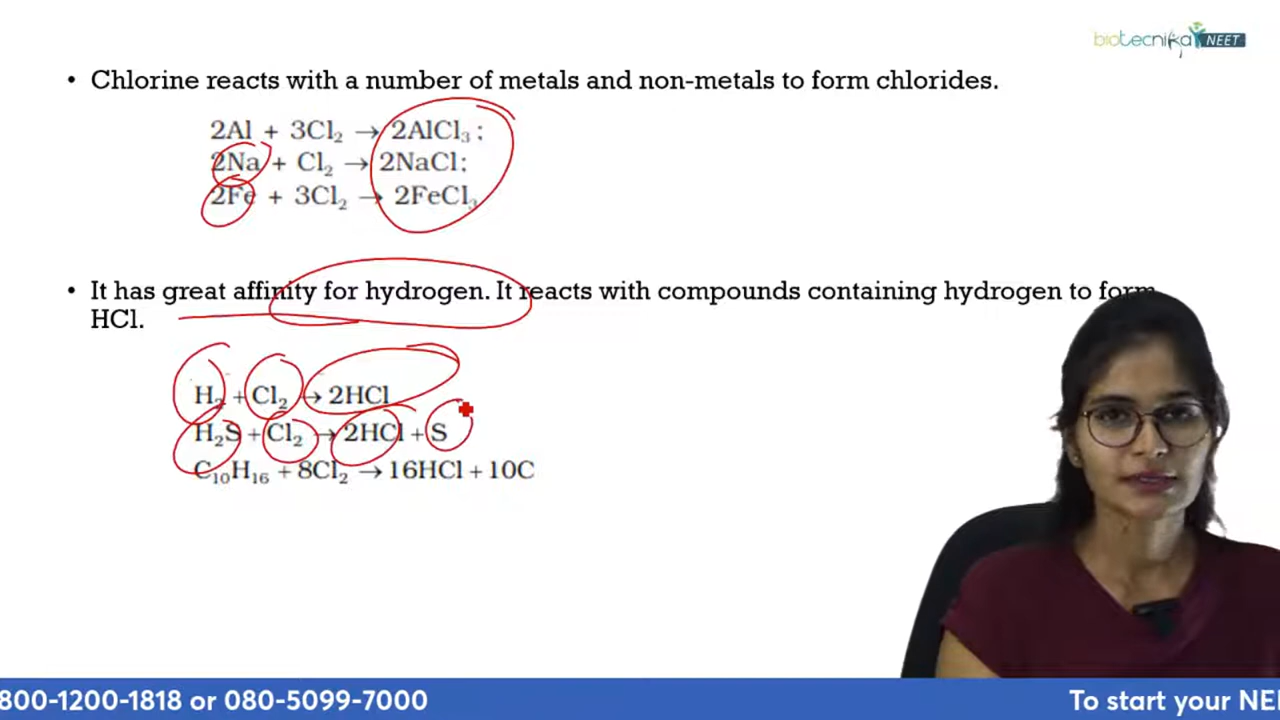 biotecnika NEET
• Chlorine reacts with a number of metals and non-metals to form chlorides.
2Al + 3Cl₂ → 2AlCl₃ ;
2Na + Cl₂ → 2NaCl;
2Fe + 3Cl₂ → 2FeCl₃
• It has great affinity for hydrogen. It reacts with compounds containing hydrogen to form
HCl.
H₂ + Cl₂ → 2HCl
H₂S + Cl₂ → 2HCl + S
C₁₀H₁₆ + 8Cl₂ → 16HCl + 10C
800-1200-1818 or 080-5099-7000
To start your NE